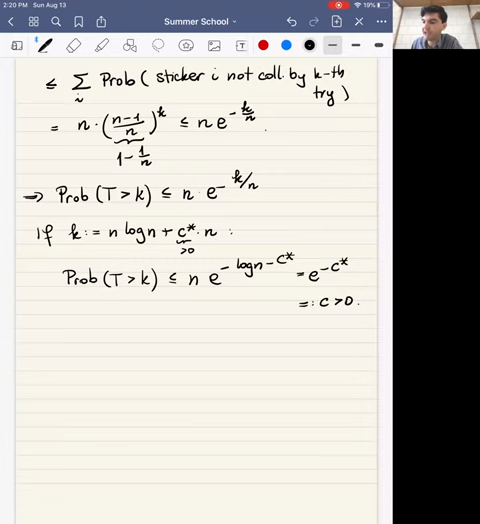 2:20 PM Sun Aug 13
19%
Summer School
≤ Σ_i Prob ( sticker i not coll. by k-th
try )
= n · ( (n-1)/n )^k ≤ n e^{-k/n} .
1 - 1/n
⇒ Prob (T > k) ≤ n · e^{-k/n}
If k := n log n + c* · n :
>0
Prob (T > k) ≤ n e^{-log n - c*} = e^{-c*}
=: c > 0 .